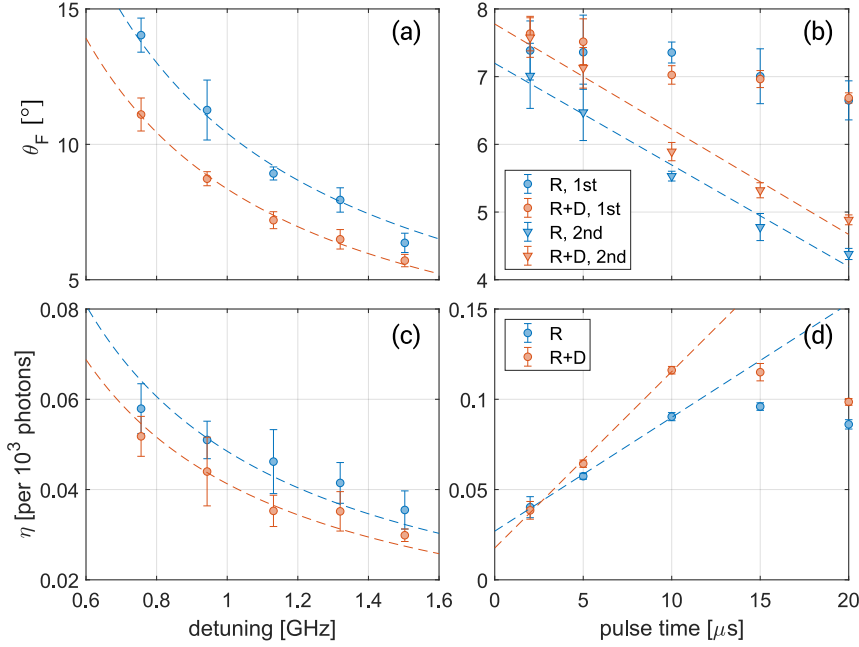 (a)
θF [°]
15
10
5
(b)
8
7
6
5
4
R, 1st
R+D, 1st
R, 2nd
R+D, 2nd
(c)
η [per 10³ photons]
0.08
0.06
0.04
0.02
0.6
0.8
1
1.2
1.4
1.6
detuning [GHz]
(d)
0.15
0.1
0.05
0
R
R+D
0
5
10
15
20
pulse time [μs]